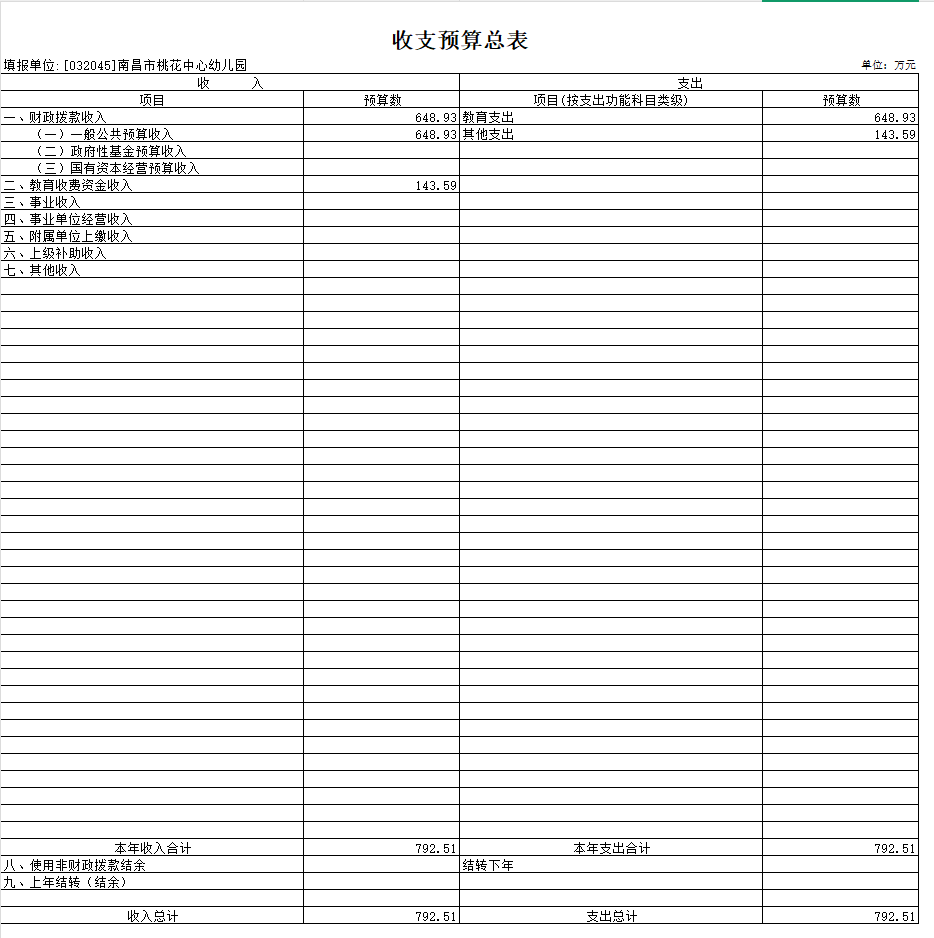 收支预算总表
填报单位:[032045]南昌市桃花中心幼儿园 单位：万元
收 入 支出
项目 预算数 项目(按支出功能科目类级) 预算数
一、财政拨款收入 648.93 教育支出 648.93
（一）一般公共预算收入 648.93 其他支出 143.59
（二）政府性基金预算收入
（三）国有资本经营预算收入
二、教育收费资金收入 143.59
三、事业收入
四、事业单位经营收入
五、附属单位上缴收入
六、上级补助收入
七、其他收入
本年收入合计 792.51 本年支出合计 792.51
八、使用非财政拨款结余 结转下年
九、上年结转（结余）
收入总计 792.51 支出总计 792.51